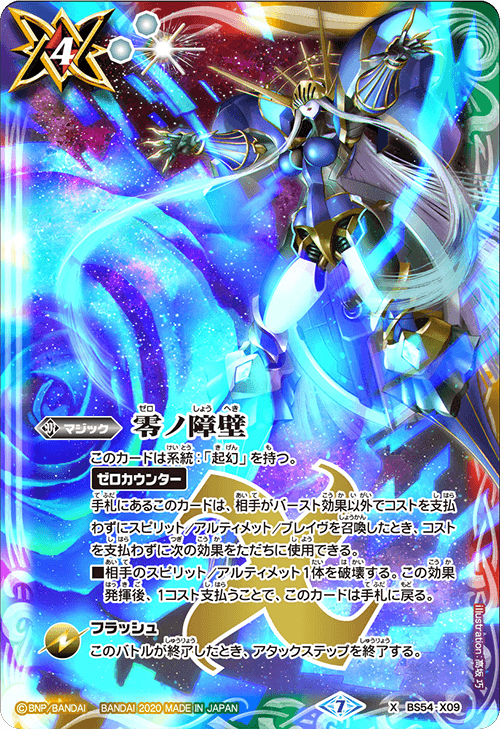 4
マジック
零ノ障壁
ゼロ しょう へき
このカードは系統:「起幻」を持つ。
ゼロカウンター
手札にあるこのカードは、相手がバースト効果以外でコストを支払
わずにスピリット/アルティメット/ブレイヴを召喚したとき、コスト
を支払わずに次の効果をただちに使用できる。
■相手のスピリット/アルティメット1体を破壊する。この効果
発揮後、1コスト支払うことで、このカードは手札に戻る。
フラッシュ
このバトルが終了したとき、アタックステップを終了する。
illustration:高坂 巧
©BNP/BANDAI BANDAI 2020 MADE IN JAPAN 7 X BS54-X09